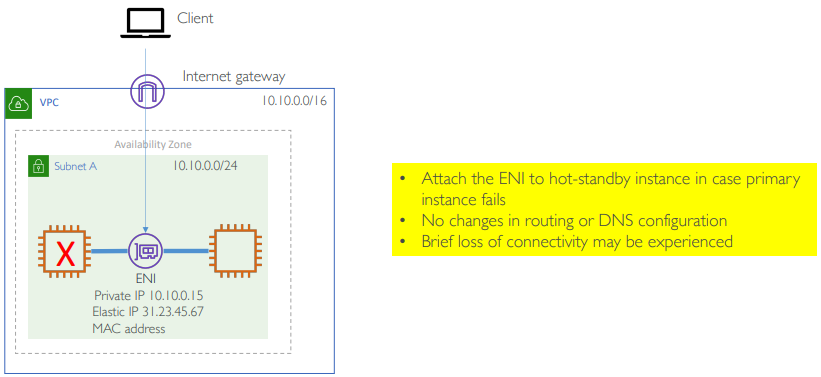 Client
Internet gateway
VPC
10.10.0.0/16
Availability Zone
Subnet A
10.10.0.0/24
X
ENI
Private IP 10.10.0.15
Elastic IP 31.23.45.67
MAC address
• Attach the ENI to hot-standby instance in case primary
instance fails
• No changes in routing or DNS configuration
• Brief loss of connectivity may be experienced